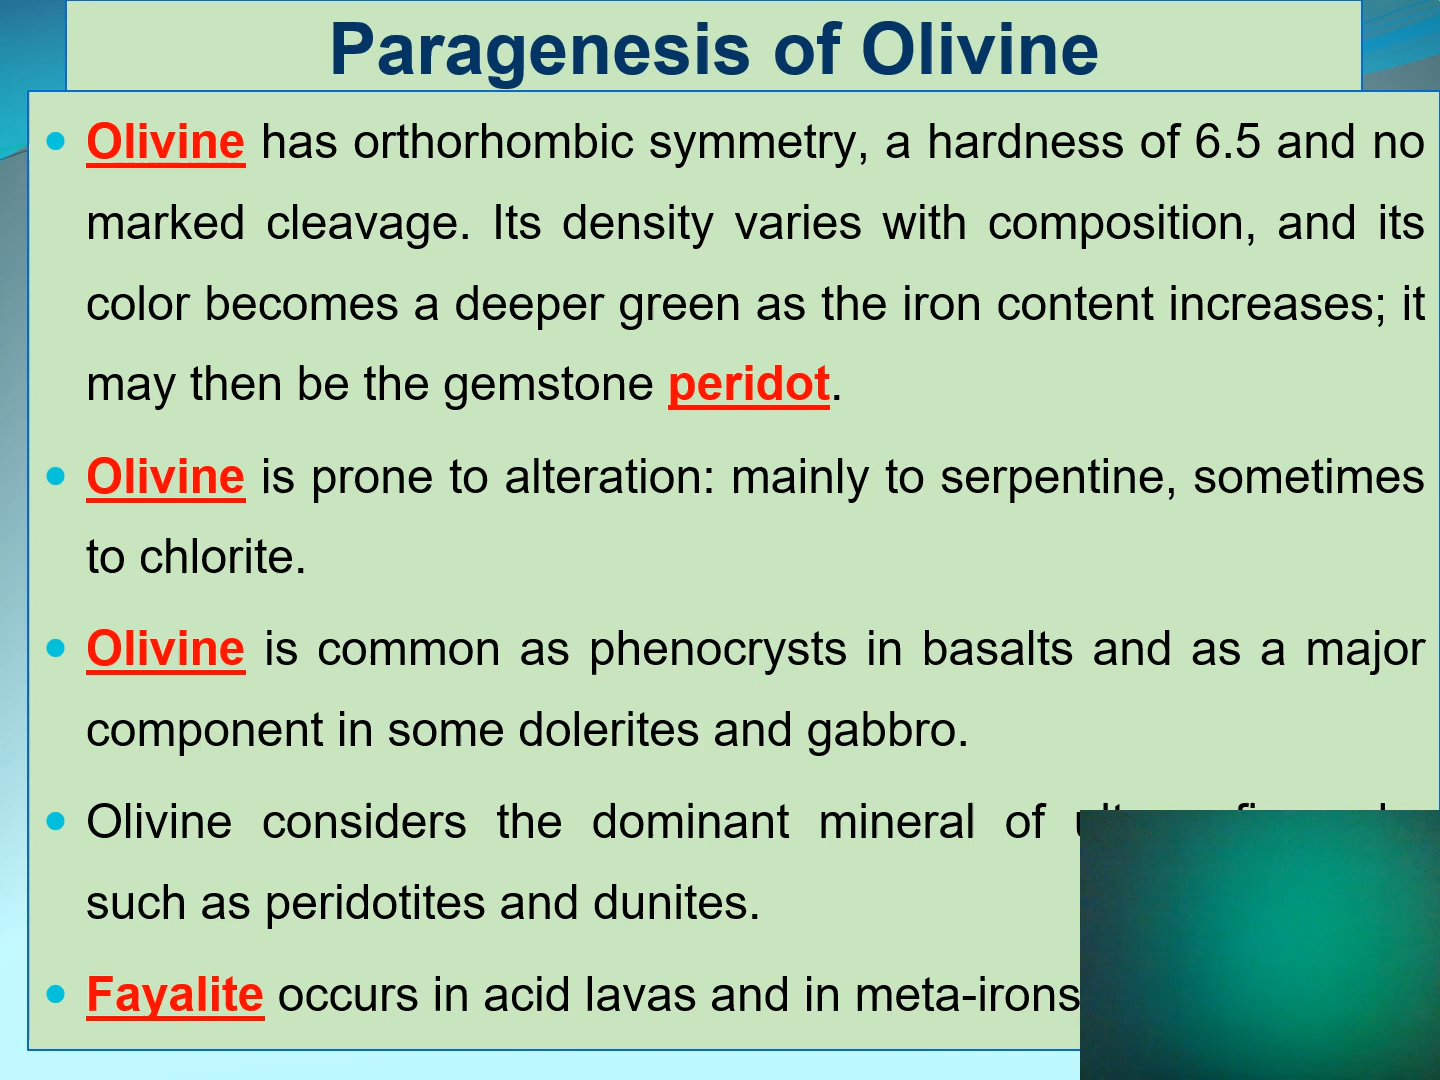 Paragenesis of Olivine
Olivine has orthorhombic symmetry, a hardness of 6.5 and no
marked cleavage. Its density varies with composition, and its
color becomes a deeper green as the iron content increases; it
may then be the gemstone peridot.
Olivine is prone to alteration: mainly to serpentine, sometimes
to chlorite.
Olivine is common as phenocrysts in basalts and as a major
component in some dolerites and gabbro.
Olivine considers the dominant mineral of
such as peridotites and dunites.
Fayalite occurs in acid lavas and in meta-irons